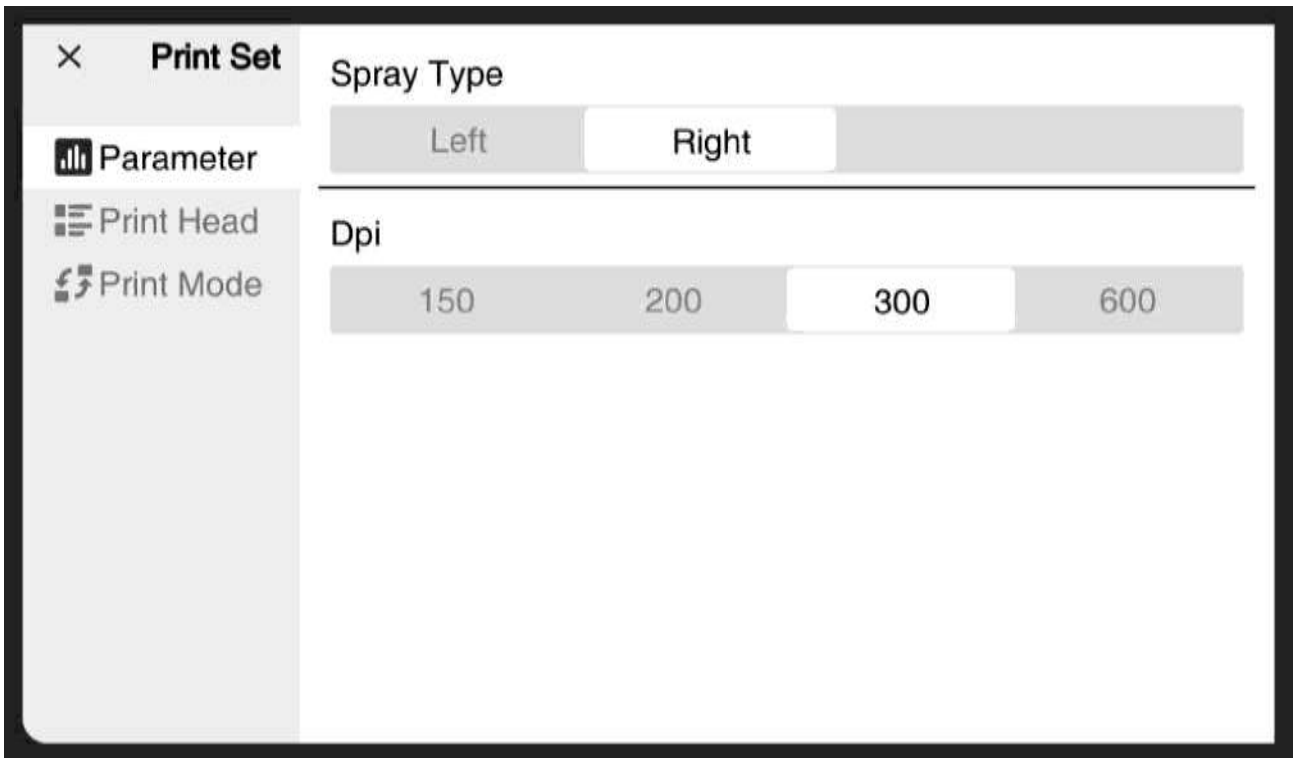 × Print Set
Parameter
Print Head
Print Mode
Spray Type
Left Right
Dpi
150 200 300 600